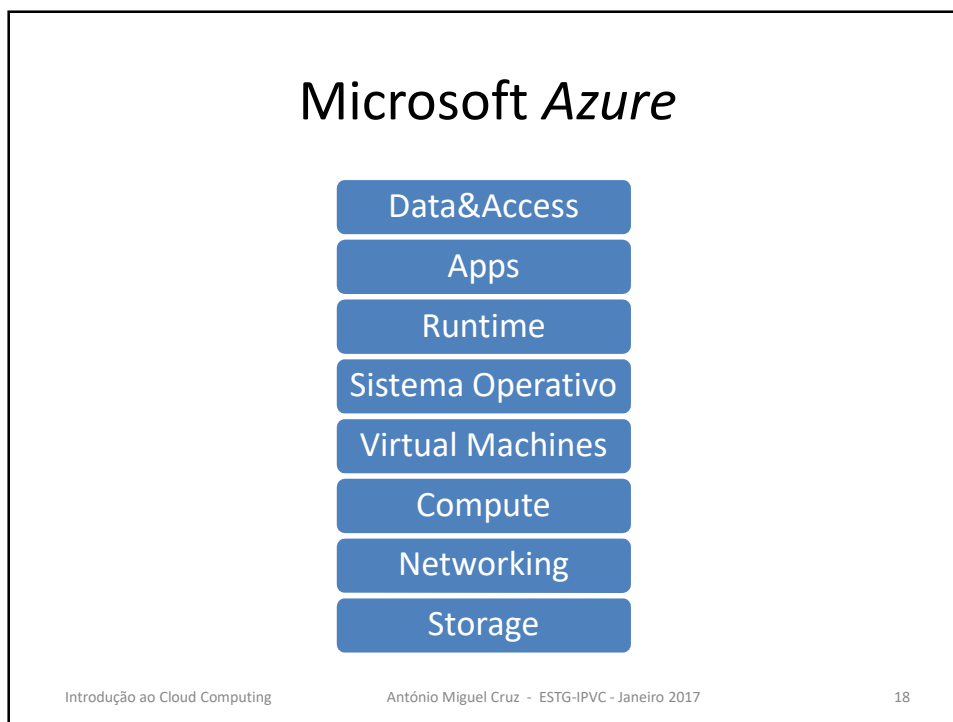 Microsoft Azure
Data&Access
Apps
Runtime
Sistema Operativo
Virtual Machines
Compute
Networking
Storage
Introdução ao Cloud Computing António Miguel Cruz - ESTG-IPVC - Janeiro 2017 18